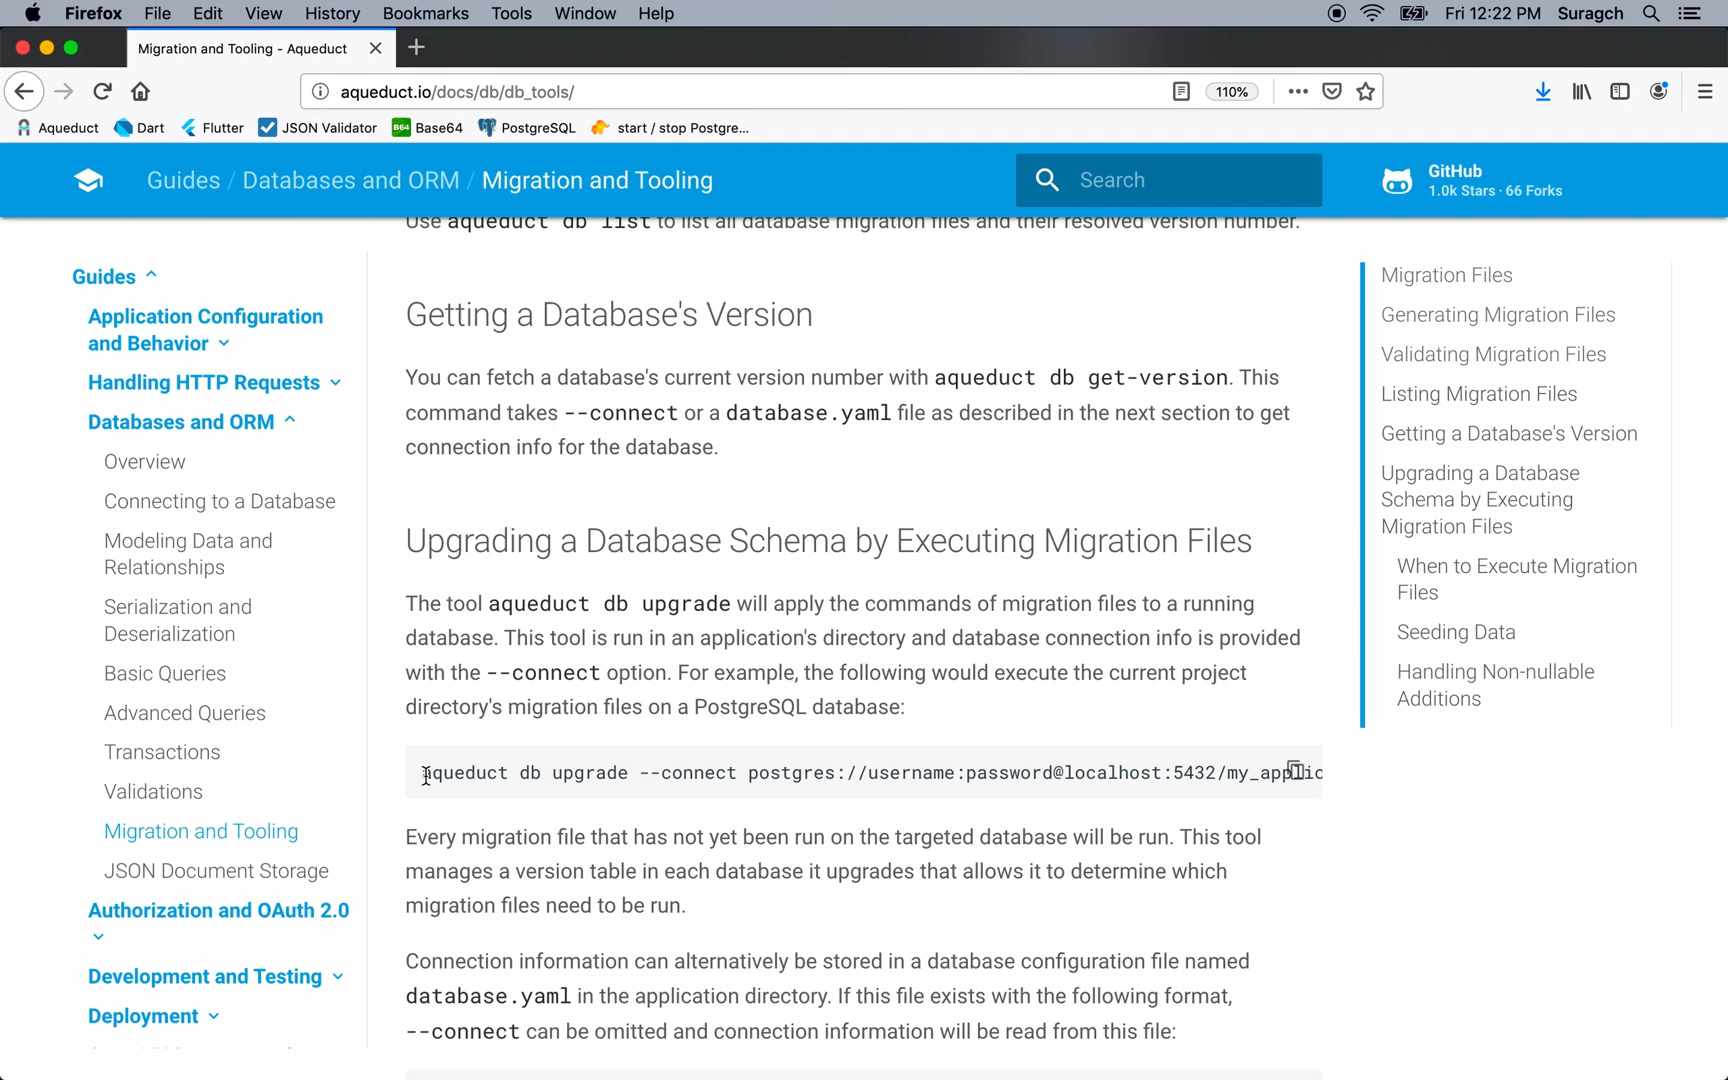 Firefox File Edit View History Bookmarks Tools Window Help Fri 12:22 PM Suragch
Migration and Tooling - Aqueduct
aqueduct.io/docs/db/db_tools/ 110%
Aqueduct Dart Flutter JSON Validator B64 Base64 PostgreSQL start / stop Postgre...
Guides / Databases and ORM / Migration and Tooling
Search
GitHub
1.0k Stars · 66 Forks
Guides
Application Configuration
and Behavior
Handling HTTP Requests
Databases and ORM
Overview
Connecting to a Database
Modeling Data and
Relationships
Serialization and
Deserialization
Basic Queries
Advanced Queries
Transactions
Validations
Migration and Tooling
JSON Document Storage
Authorization and OAuth 2.0
Development and Testing
Deployment
Use aqueduct db list to list all database migration files and their resolved version number.
Getting a Database's Version
You can fetch a database's current version number with aqueduct db get-version. This
command takes --connect or a database.yaml file as described in the next section to get
connection info for the database.
Upgrading a Database Schema by Executing Migration Files
The tool aqueduct db upgrade will apply the commands of migration files to a running
database. This tool is run in an application's directory and database connection info is provided
with the --connect option. For example, the following would execute the current project
directory's migration files on a PostgreSQL database:
aqueduct db upgrade --connect postgres://username:password@localhost:5432/my_applic
Every migration file that has not yet been run on the targeted database will be run. This tool
manages a version table in each database it upgrades that allows it to determine which
migration files need to be run.
Connection information can alternatively be stored in a database configuration file named
database.yaml in the application directory. If this file exists with the following format,
--connect can be omitted and connection information will be read from this file:
Migration Files
Generating Migration Files
Validating Migration Files
Listing Migration Files
Getting a Database's Version
Upgrading a Database
Schema by Executing
Migration Files
When to Execute Migration
Files
Seeding Data
Handling Non-nullable
Additions